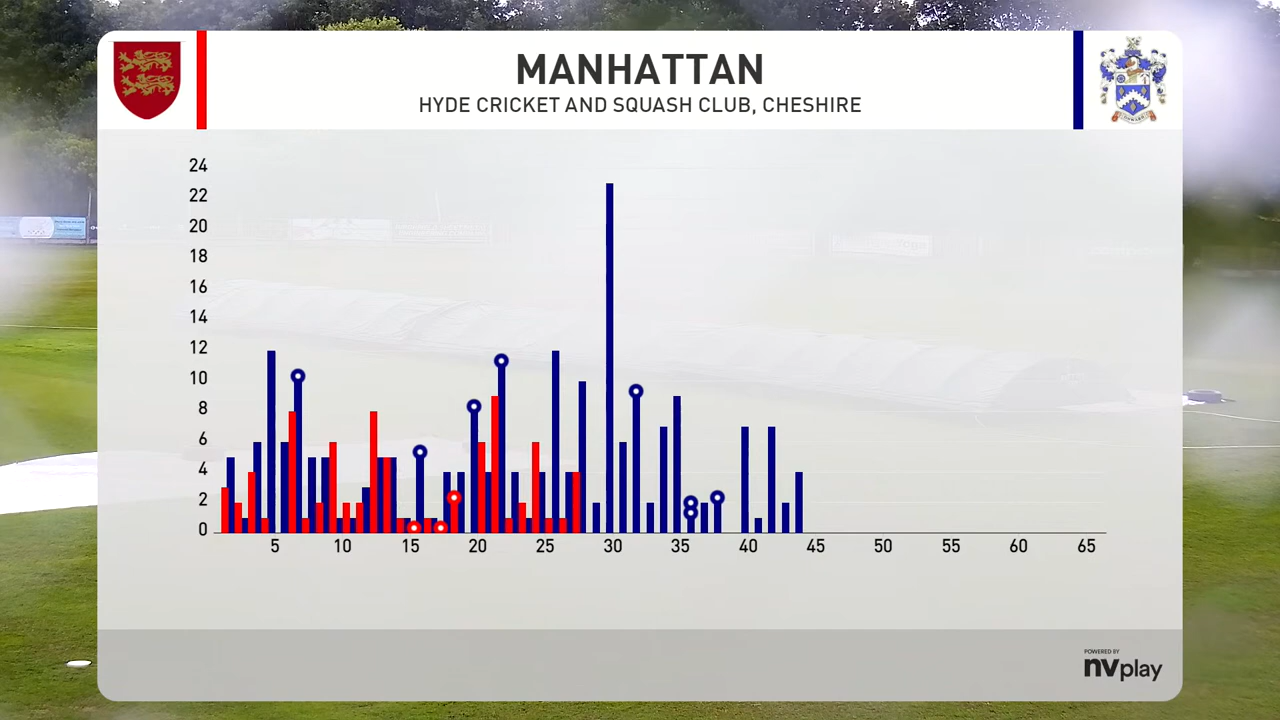 MANHATTAN
HYDE CRICKET AND SQUASH CLUB, CHESHIRE
24
22
20
18
16
14
12
10
8
6
4
2
0
5 10 15 20 25 30 35 40 45 50 55 60 65
POWERED BY
nvplay